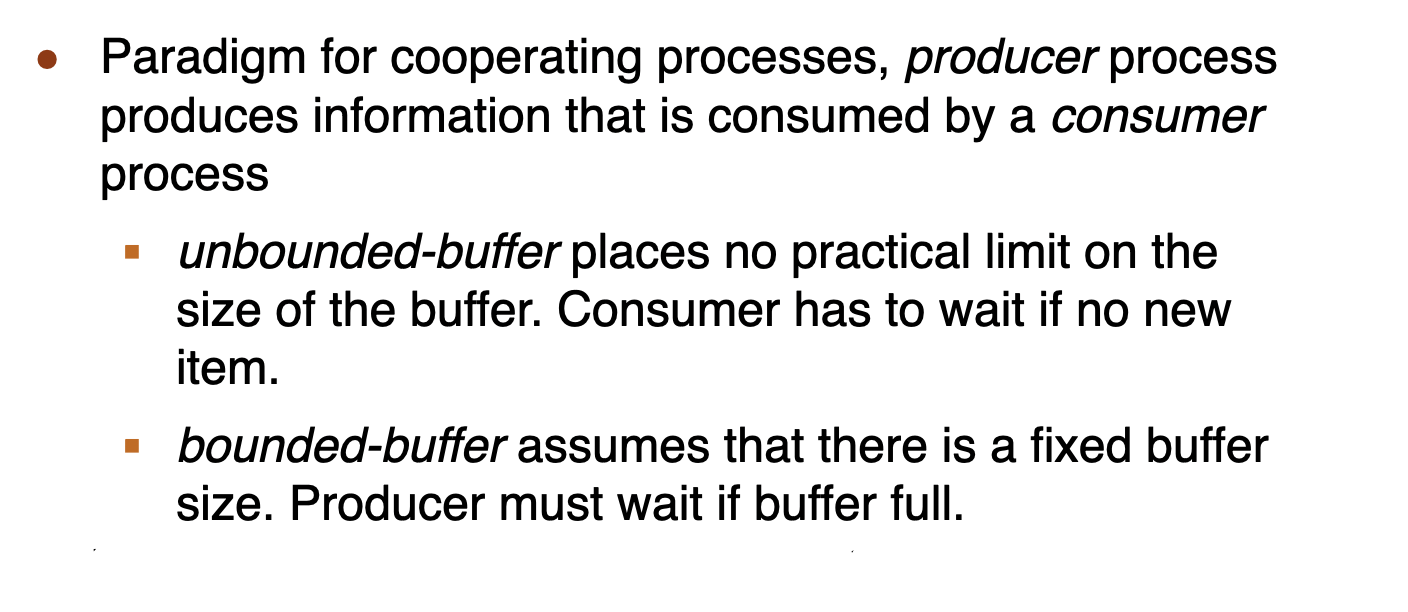 ● Paradigm for cooperating processes, producer process
produces information that is consumed by a consumer
process
▪ unbounded-buffer places no practical limit on the
size of the buffer. Consumer has to wait if no new
item.
▪ bounded-buffer assumes that there is a fixed buffer
size. Producer must wait if buffer full.